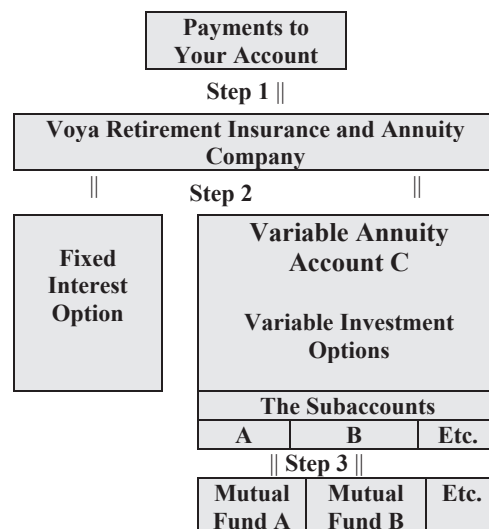 Payments to
Your Account
Step 1 ||
Voya Retirement Insurance and Annuity
Company
|| Step 2 ||
Fixed
Interest
Option
Variable Annuity
Account C
Variable Investment
Options
The Subaccounts
A B Etc.
|| Step 3 ||
Mutual
Fund A
Mutual
Fund B
Etc.